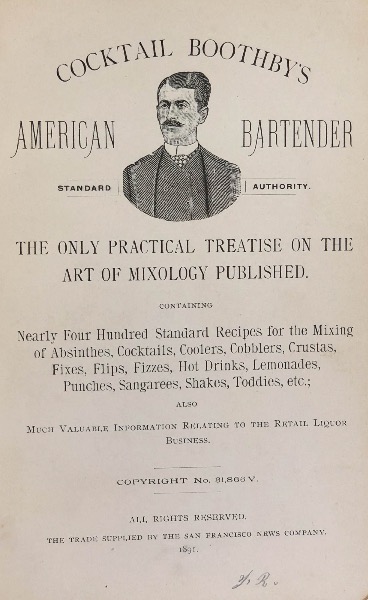 COCKTAIL BOOTHBY'S
AMERICAN BARTENDER
STANDARD AUTHORITY.
THE ONLY PRACTICAL TREATISE ON THE
ART OF MIXOLOGY PUBLISHED.
CONTAINING
Nearly Four Hundred Standard Recipes for the Mixing
of Absinthes, Cocktails, Coolers, Cobblers, Crustas,
Fixes, Flips, Fizzes, Hot Drinks, Lemonades,
Punches, Sangarees, Shakes, Toddies, etc.;
ALSO
MUCH VALUABLE INFORMATION RELATING TO THE RETAIL LIQUOR
BUSINESS.
COPYRIGHT No. 31,866 V.
ALL RIGHTS RESERVED.
THE TRADE SUPPLIED BY THE SAN FRANCISCO NEWS COMPANY.
1891.